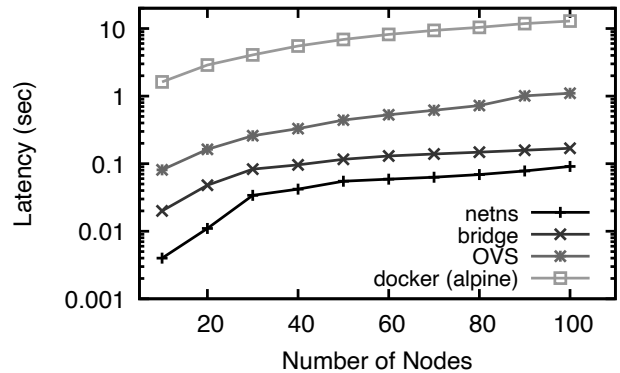 10
1
0.1
0.01
0.001
Latency (sec)
netns
bridge
OVS
docker (alpine)
20 40 60 80 100
Number of Nodes